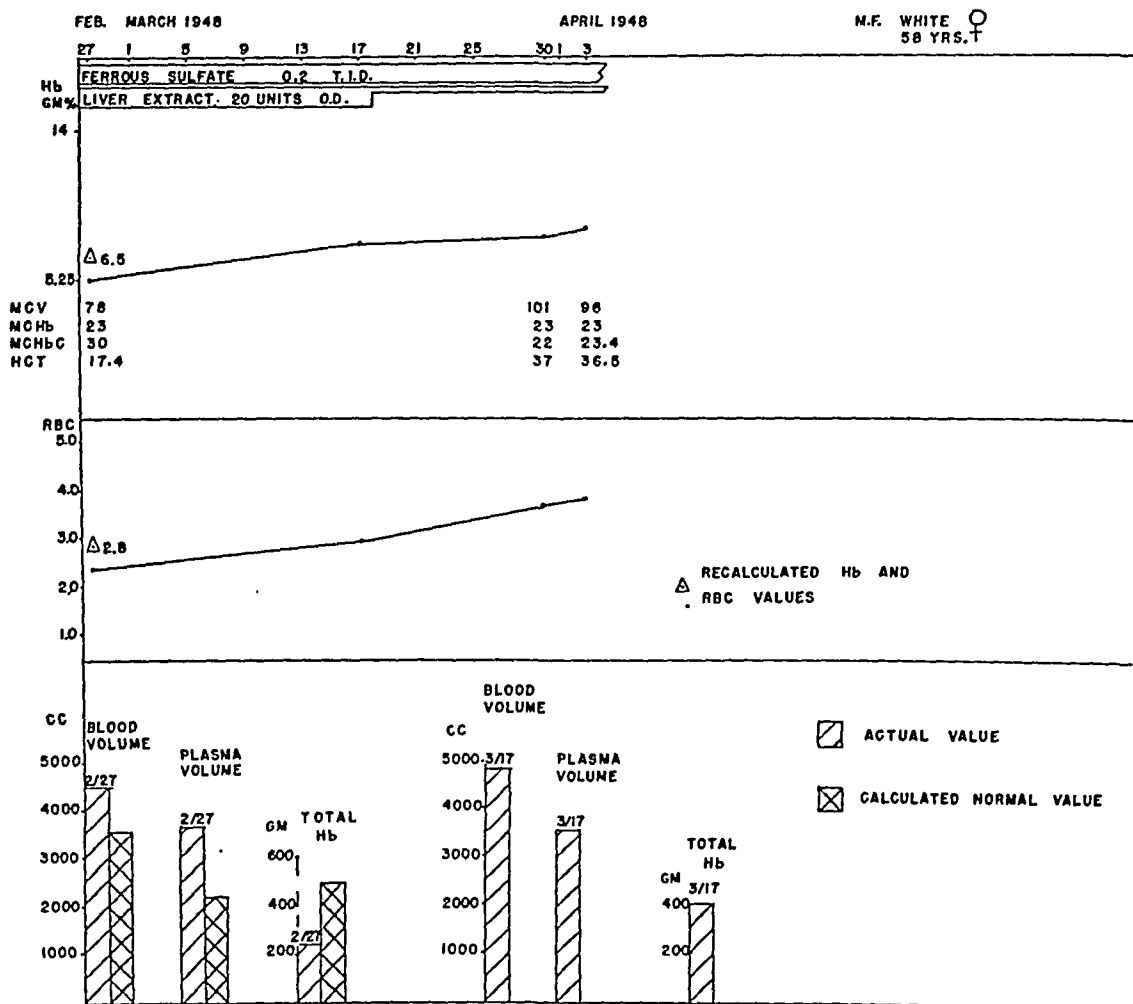 FEB. MARCH 1948 APRIL 1948 M.F. WHITE ♀
58 YRS.
27 1 5 9 13 17 21 25 30 1 3
FERROUS SULFATE 0.2 T.I.D.
Hb
GM%
LIVER EXTRACT. 20 UNITS O.D.
14
6.5
5.25
MCV 76 101 96
MCHb 23 23 23
MCHbC 30 22 23.4
HCT 17.4 37 36.5
RBC
5.0
4.0
3.0
2.8
2.0
1.0
RECALCULATED Hb AND
RBC VALUES
CC
BLOOD
VOLUME
5000
4000
3000
2000
1000
2/27
PLASMA
VOLUME
2/27
GM
TOTAL
Hb
600
400
200
2/27
CC
BLOOD
VOLUME
5000
4000
3000
2000
1000
3/17
PLASMA
VOLUME
3/17
TOTAL
Hb
GM
3/17
400
200
ACTUAL VALUE
CALCULATED NORMAL VALUE